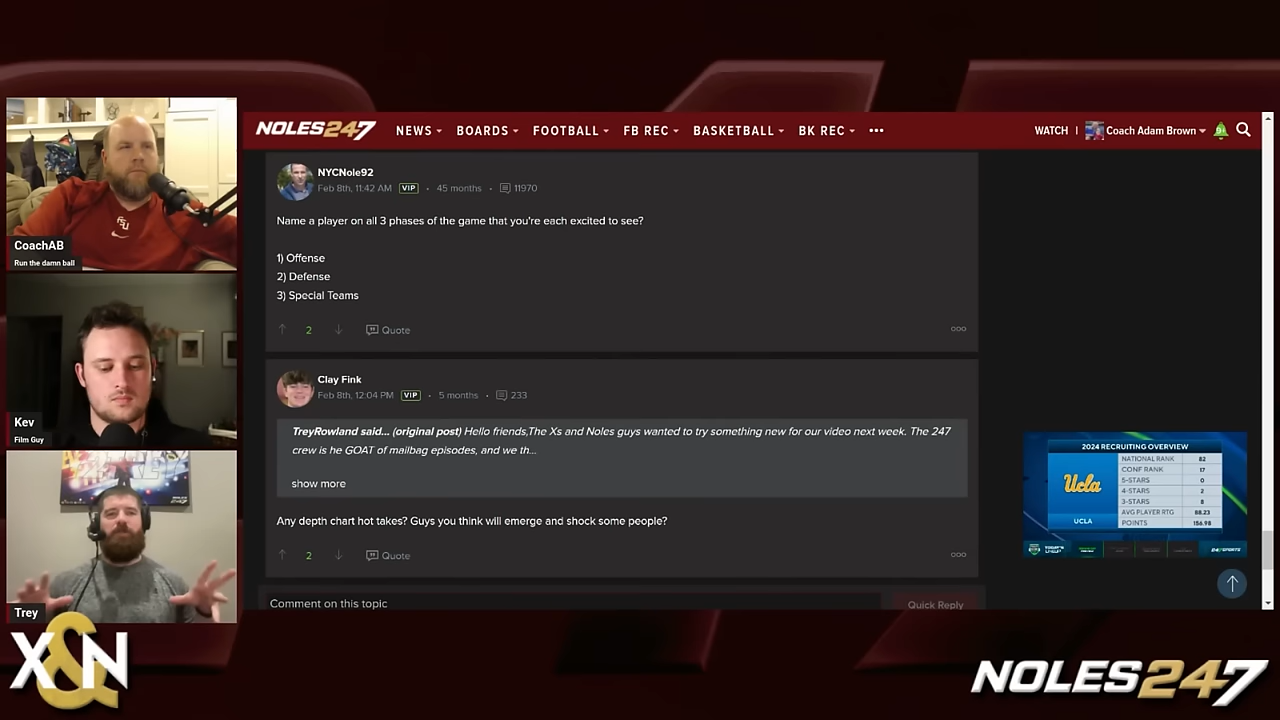 NOLES247
NEWS
BOARDS
FOOTBALL
FB REC
BASKETBALL
BK REC
•••
WATCH | Coach Adam Brown
NYCNole92
Feb 8th, 11:42 AM VIP • 45 months • 11970
Name a player on all 3 phases of the game that you're each excited to see?
1) Offense
2) Defense
3) Special Teams
2 Quote
Clay Fink
Feb 8th, 12:04 PM VIP • 5 months • 233
TreyRowland said... (original post) Hello friends,The Xs and Noles guys wanted to try something new for our video next week. The 247
crew is he GOAT of mailbag episodes, and we th...
show more
Any depth chart hot takes? Guys you think will emerge and shock some people?
2 Quote
Comment on this topic
Quick Reply
FSU
CoachAB
Run the damn ball
Kev
Film Guy
Trey
2024 RECRUITING OVERVIEW
Ucla
UCLA
NATIONAL RANK 82
CONF RANK 17
5-STARS 0
4-STARS 2
3-STARS 8
AVG PLAYER RTG 88.23
POINTS 156.98
247SPORTS
X&N
NOLES247